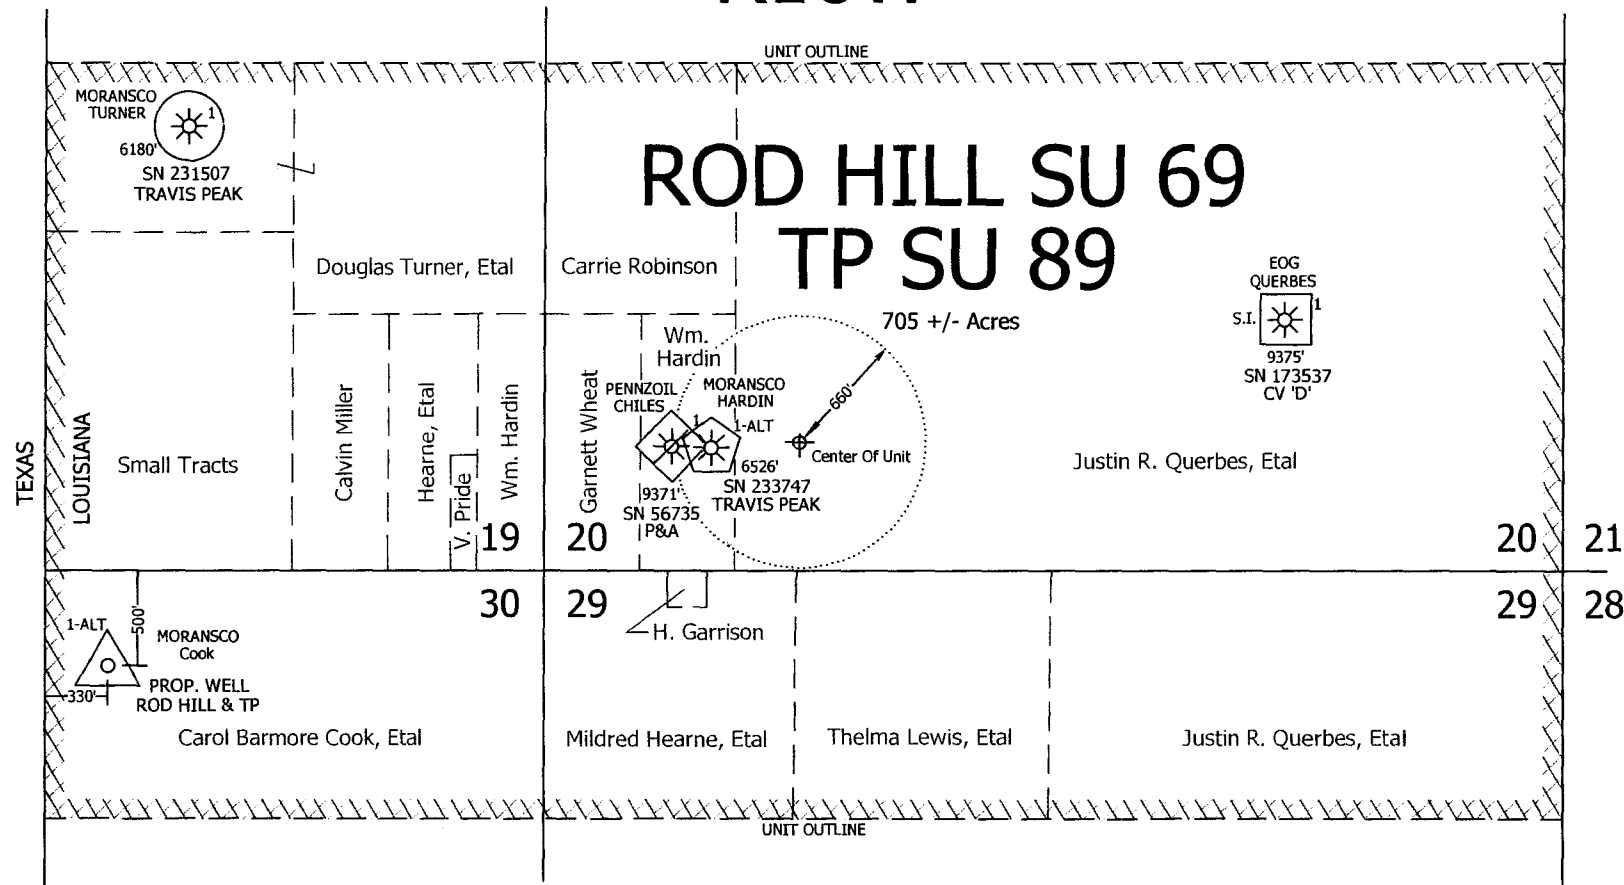 UNIT OUTLINE
MORANSCO
TURNER
1
6180'
SN 231507
TRAVIS PEAK
ROD HILL SU 69
TP SU 89
705 +/- Acres
Douglas Turner, Etal
Carrie Robinson
EOG
QUERBES
1
S.I.
9375'
SN 173537
CV 'D'
Wm.
Hardin
PENNZOIL
CHILES
1
MORANSCO
HARDIN
1-ALT
660'
Center Of Unit
6526'
SN 233747
TRAVIS PEAK
9371'
SN 56735
P&A
TEXAS
LOUISIANA
Small Tracts
Calvin Miller
Hearne, Etal
V. Pride
Wm. Hardin
Garnett Wheat
Justin R. Querbes, Etal
19
20
20
21
30
29
29
28
H. Garrison
1-ALT
500'
MORANSCO
Cook
330'
PROP. WELL
ROD HILL & TP
Carol Barmore Cook, Etal
Mildred Hearne, Etal
Thelma Lewis, Etal
Justin R. Querbes, Etal
UNIT OUTLINE